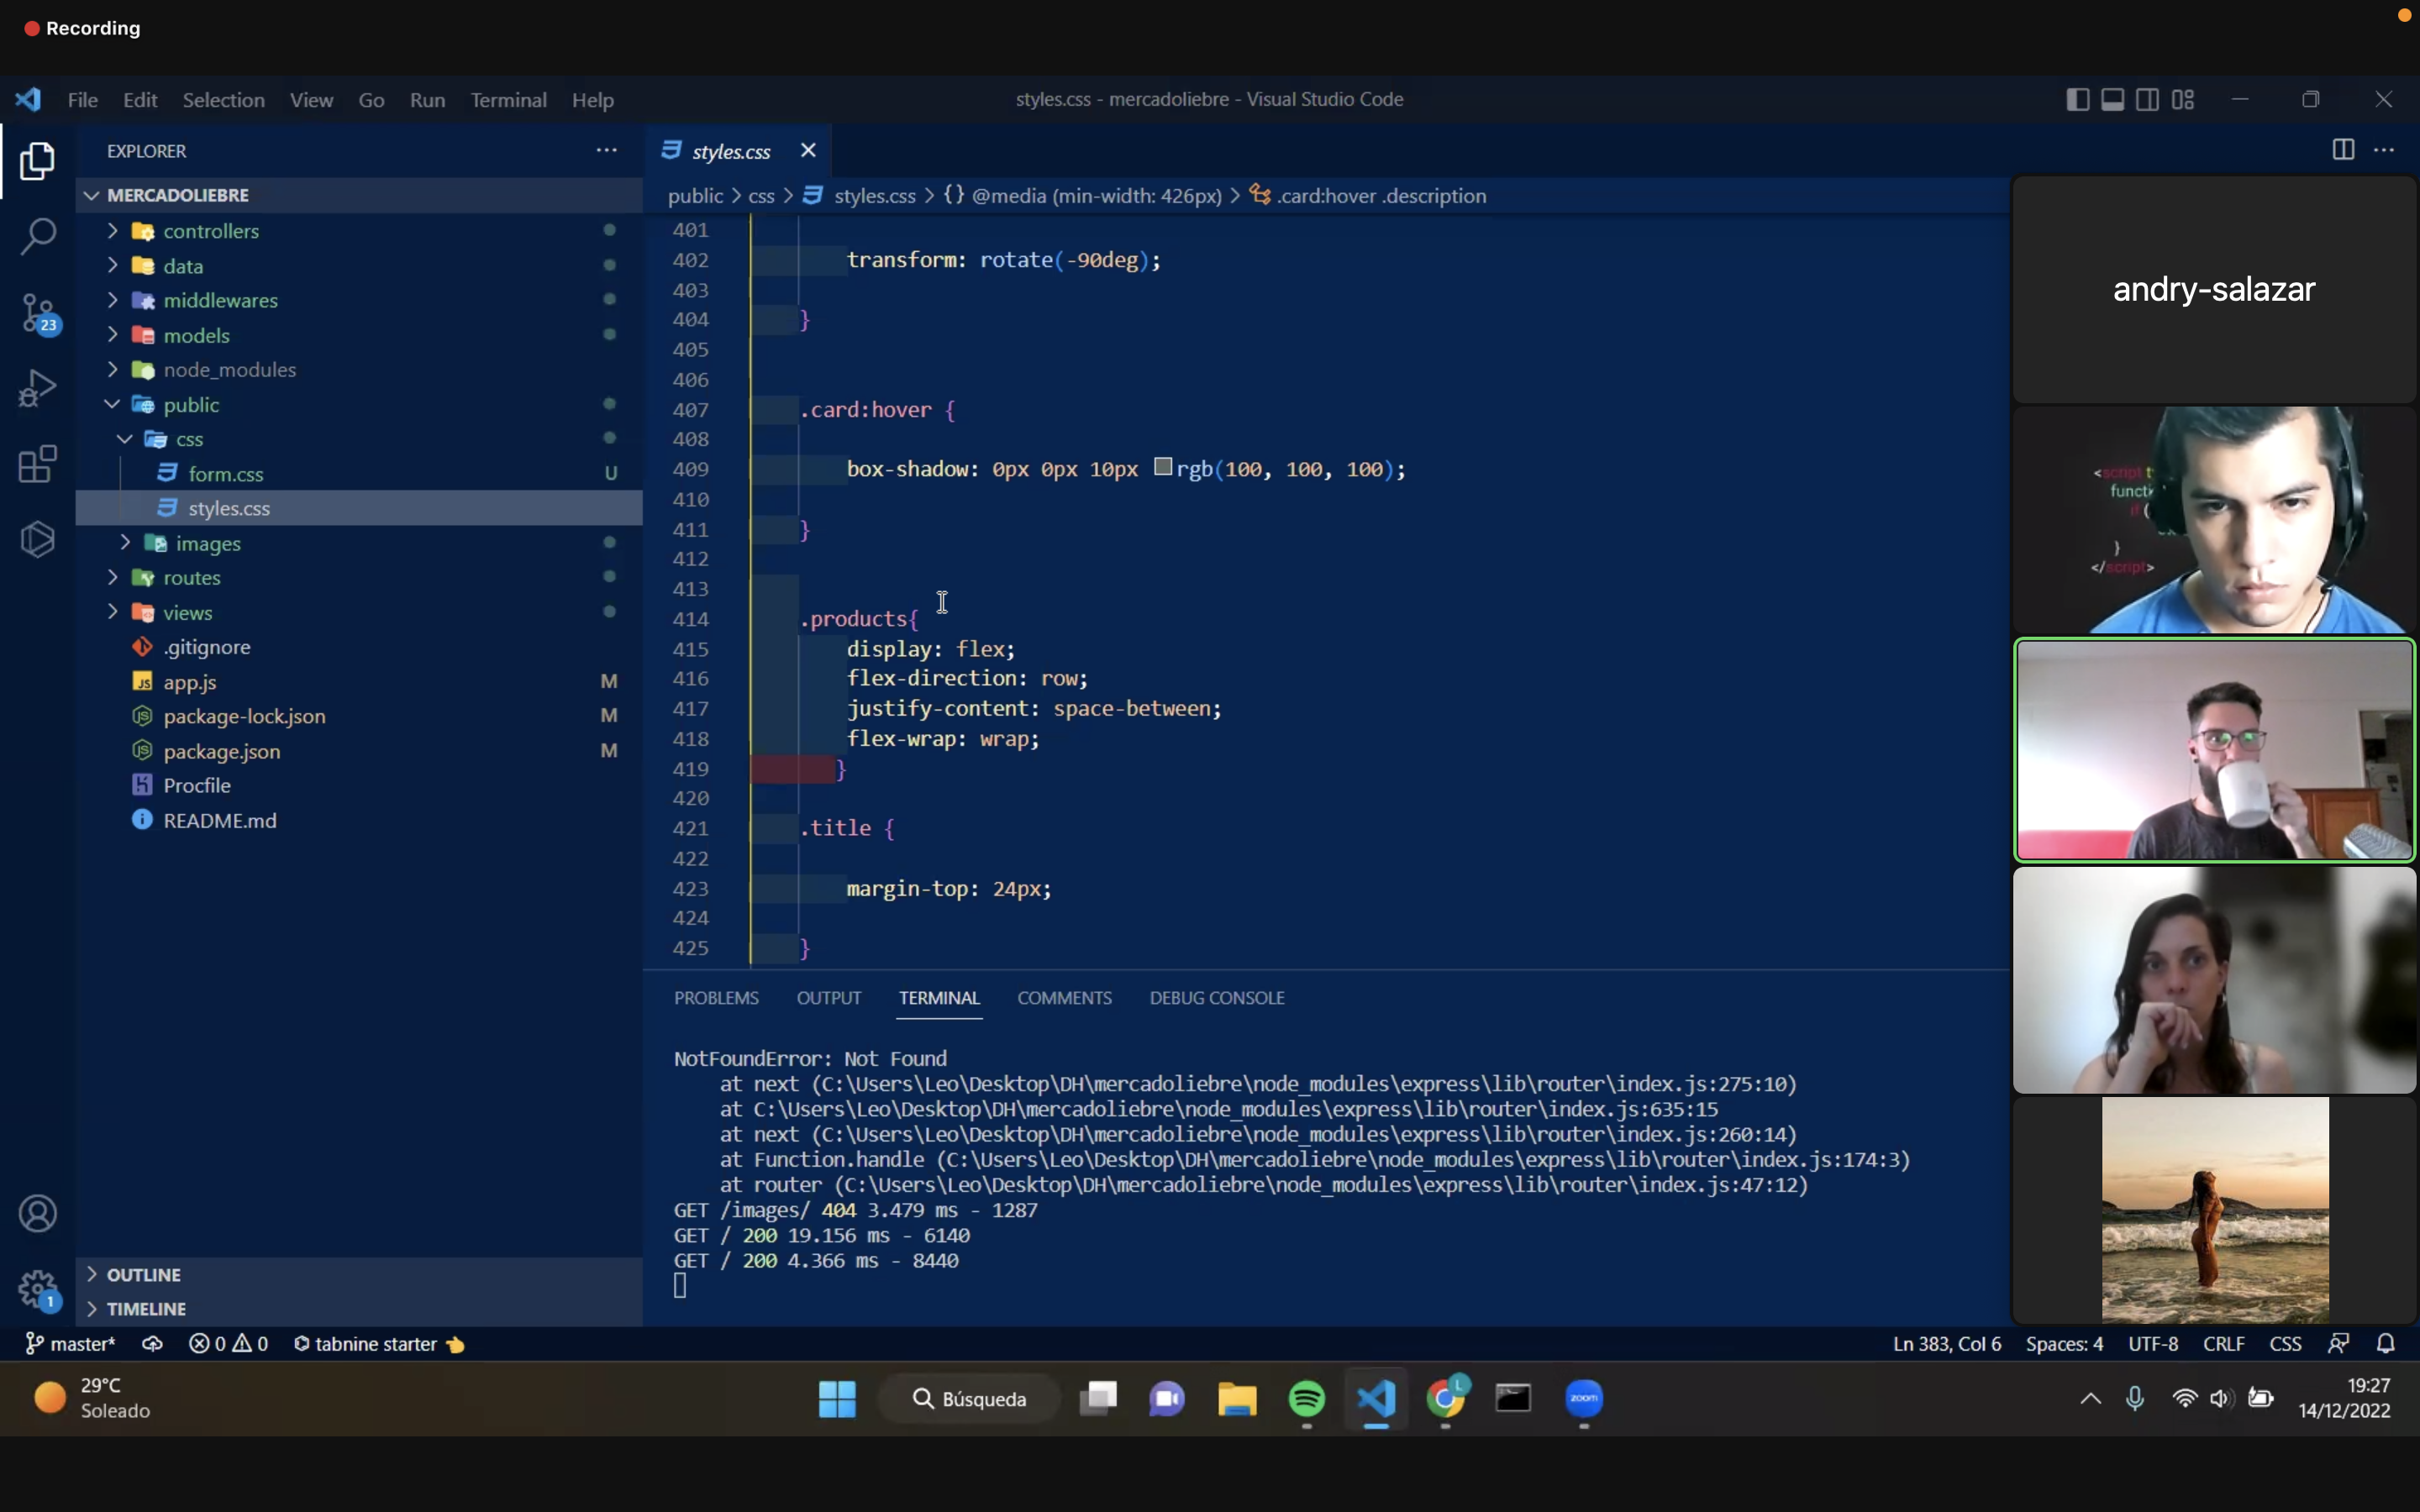 Recording
File Edit Selection View Go Run Terminal Help
styles.css - mercadoliebre - Visual Studio Code
EXPLORER
MERCADOLIEBRE
controllers
data
middlewares
models
node_modules
public
css
form.css U
styles.css
images
routes
views
.gitignore
app.js M
package-lock.json M
package.json M
Procfile
README.md
OUTLINE
TIMELINE
23
1
styles.css
public > css > styles.css > {} @media (min-width: 426px) > .card:hover .description
401
402 transform: rotate(-90deg);
403
404 }
405
406
407 .card:hover {
408
409 box-shadow: 0px 0px 10px rgb(100, 100, 100);
410
411 }
412
413
414 .products{
415 display: flex;
416 flex-direction: row;
417 justify-content: space-between;
418 flex-wrap: wrap;
419 }
420
421 .title {
422
423 margin-top: 24px;
424
425 }
PROBLEMS OUTPUT TERMINAL COMMENTS DEBUG CONSOLE
NotFoundError: Not Found
at next (C:\Users\Leo\Desktop\DH\mercadoliebre\node_modules\express\lib\router\index.js:275:10)
at C:\Users\Leo\Desktop\DH\mercadoliebre\node_modules\express\lib\router\index.js:635:15
at next (C:\Users\Leo\Desktop\DH\mercadoliebre\node_modules\express\lib\router\index.js:260:14)
at Function.handle (C:\Users\Leo\Desktop\DH\mercadoliebre\node_modules\express\lib\router\index.js:174:3)
at router (C:\Users\Leo\Desktop\DH\mercadoliebre\node_modules\express\lib\router\index.js:47:12)
GET /images/ 404 3.479 ms - 1287
GET / 200 19.156 ms - 6140
GET / 200 4.366 ms - 8440
andry-salazar
<script
}
</script>
master* 0 0 tabnine starter
Ln 383, Col 6 Spaces: 4 UTF-8 CRLF CSS
29°C
Soleado
Búsqueda
L
zoom
19:27
14/12/2022